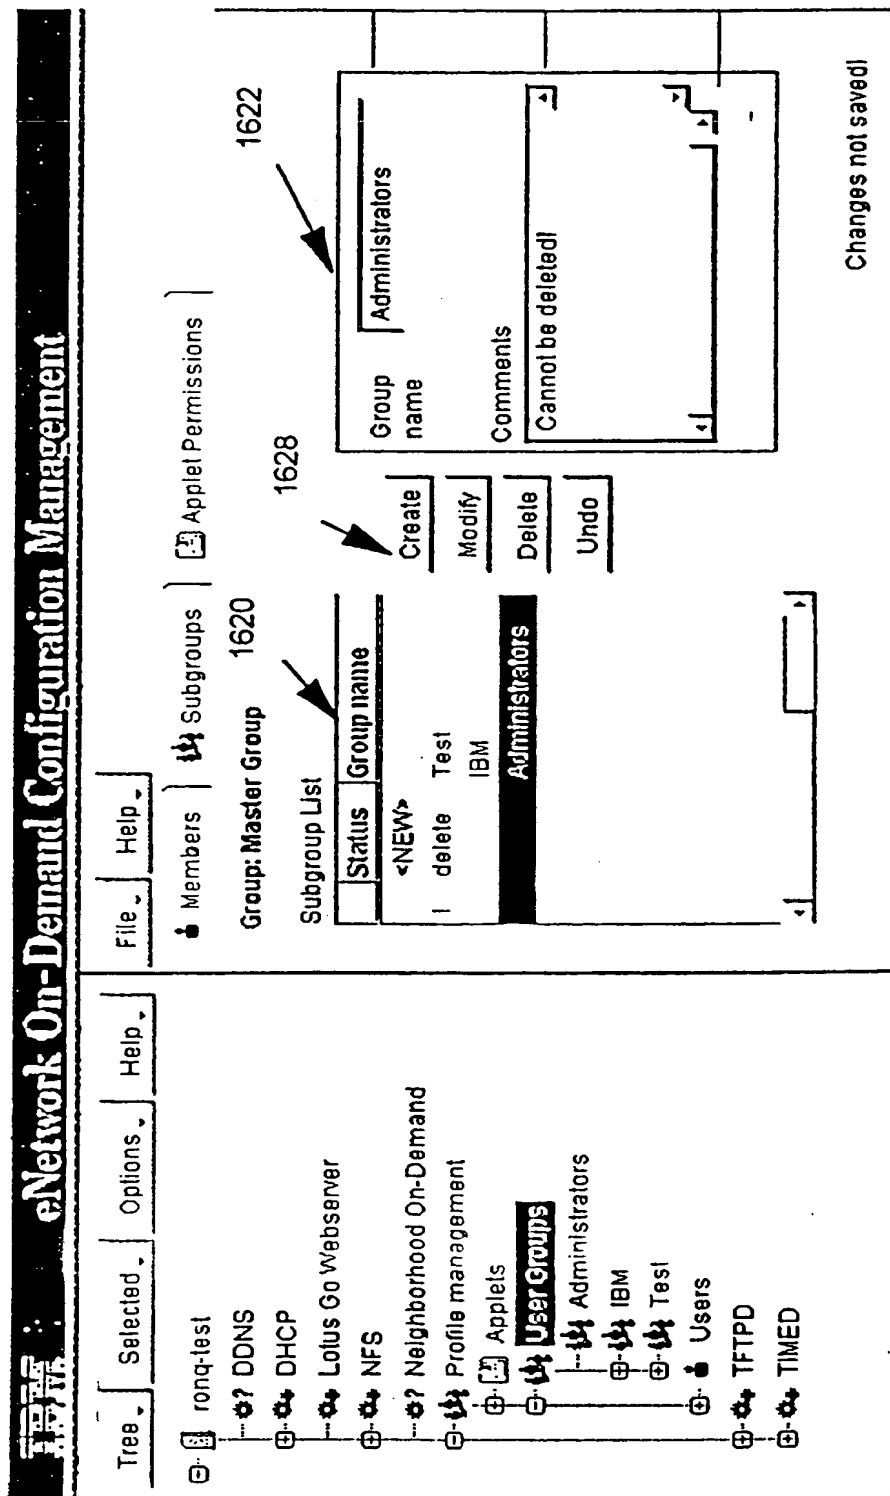 IBM eNetwork On-Demand Configuration Management
Tree Selected Options Help
ronq-test
? DDNS
DHCP
Lotus Go Webserver
NFS
? Neighborhood On-Demand
Profile management
Applets
User Groups
Administrators
IBM
Test
Users
TFTPD
TIMED
File Help
Members Subgroups Applet Permissions
Group: Master Group
1620
1628
1622
Subgroup List
Status Group name
<NEW>
| delete Test
IBM
Administrators
Create
Modify
Delete
Undo
Group name
Administrators
Comments
Cannot be deleted!
Changes not saved!